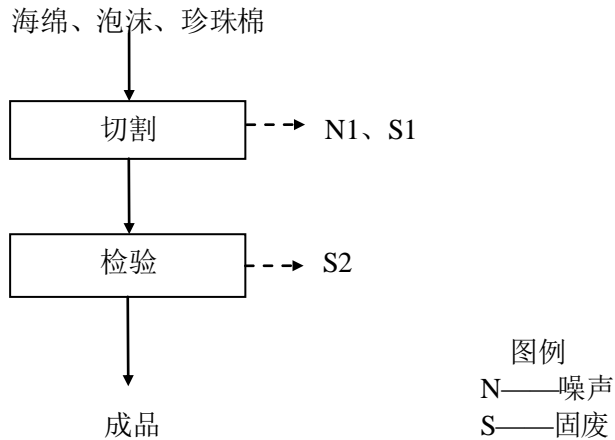 海绵、泡沫、珍珠棉
切割
N1、S1
检验
S2
成品
图例
N——噪声
S——固废